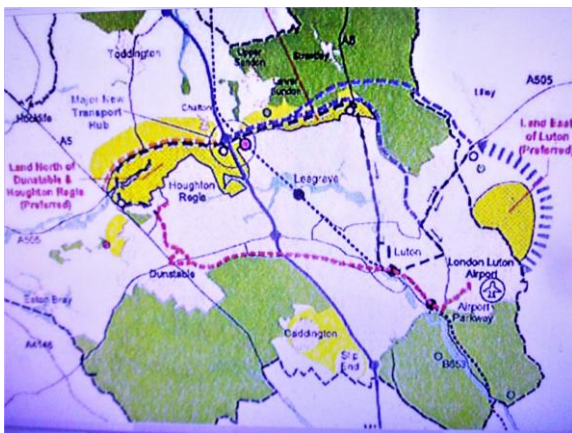 Toddington
Upper
Sundon
Streatley
A6
Lower
Sundon
Lilley
A505
Major New
Transport
Hub
Chalton
Hockliffe
A5
Land East
of Luton
(Preferred)
Land North of
Dunstable
& Houghton Regis
(Preferred)
Houghton
Regis
Leagrave
A505
Luton
London Luton
Airport
Dunstable
Airport
Parkway
Eaton Bray
Caddington
Slip
End
A4146
B653